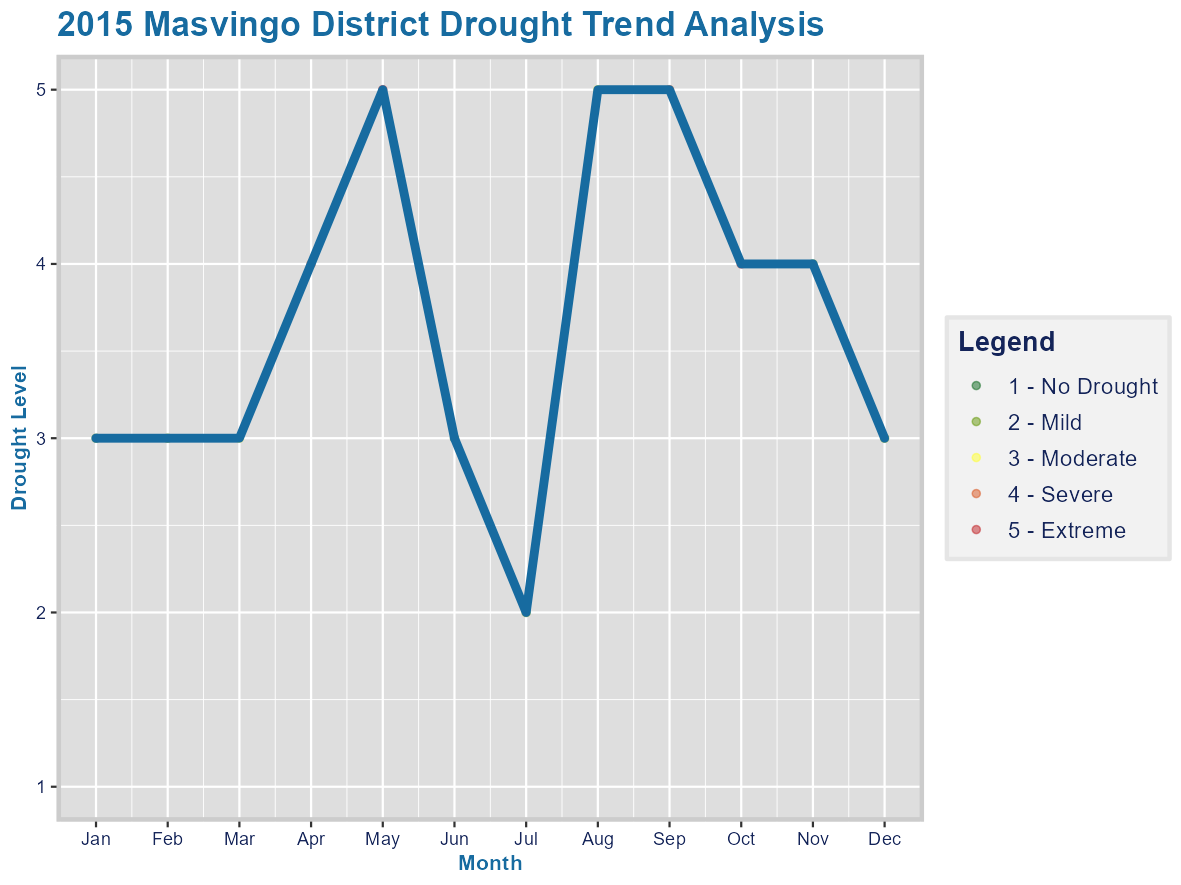 2015 Masvingo District Drought Trend Analysis
Drought Level
5
4
3
2
1
Jan Feb Mar Apr May Jun Jul Aug Sep Oct Nov Dec
Month
Legend
1 - No Drought
2 - Mild
3 - Moderate
4 - Severe
5 - Extreme